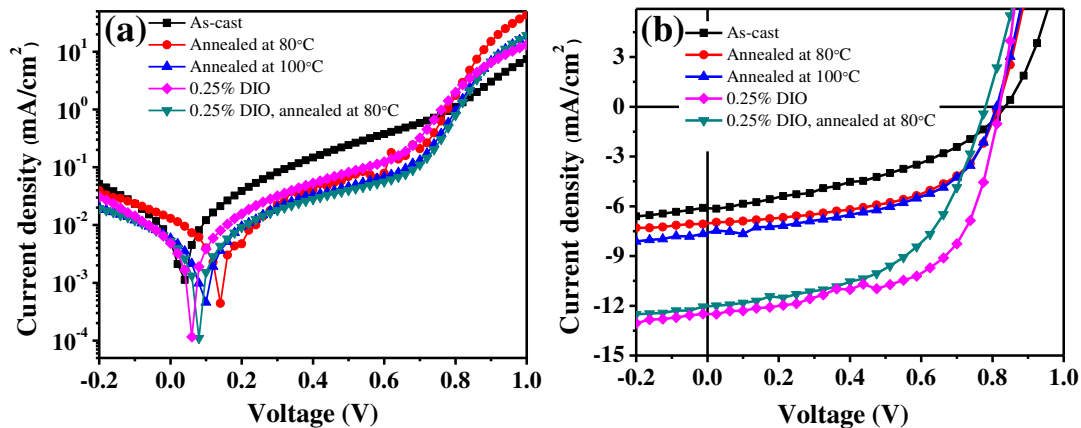 (a)
As-cast
Annealed at 80°C
Annealed at 100°C
0.25% DIO
0.25% DIO, annealed at 80°C
Current density (mA/cm²)
10¹
10⁰
10⁻¹
10⁻²
10⁻³
10⁻⁴
-0.2 0.0 0.2 0.4 0.6 0.8 1.0
Voltage (V)
(b)
As-cast
Annealed at 80°C
Annealed at 100°C
0.25% DIO
0.25% DIO, annealed at 80°C
Current density (mA/cm²)
6
3
0
-3
-6
-9
-12
-15
-0.2 0.0 0.2 0.4 0.6 0.8 1.0
Voltage (V)